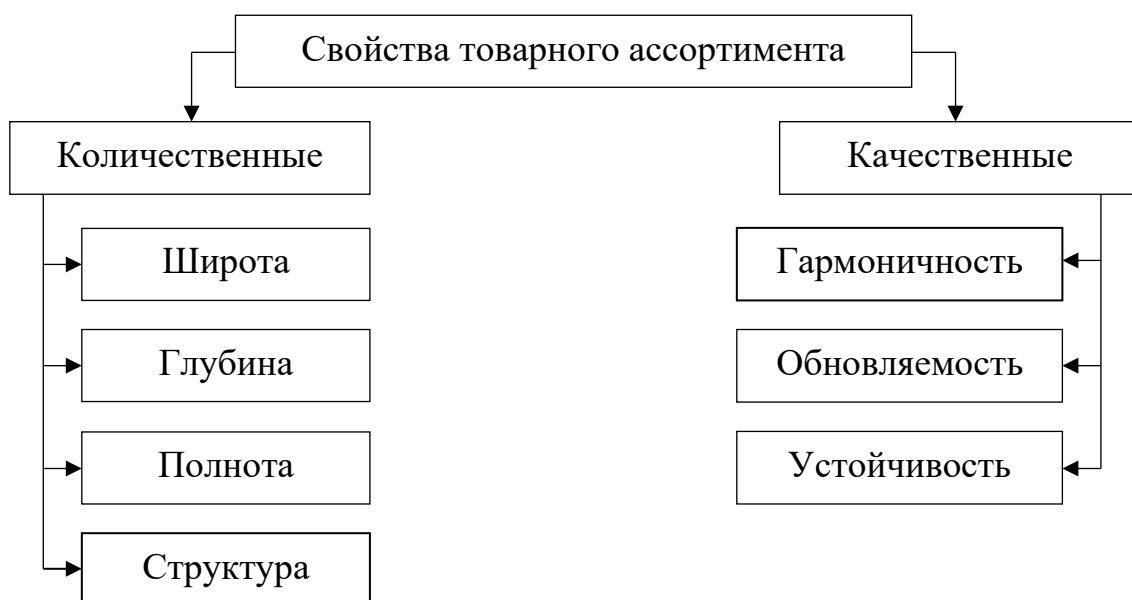 Свойства товарного ассортимента
Количественные
Качественные
Широта
Гармоничность
Глубина
Обновляемость
Полнота
Устойчивость
Структура